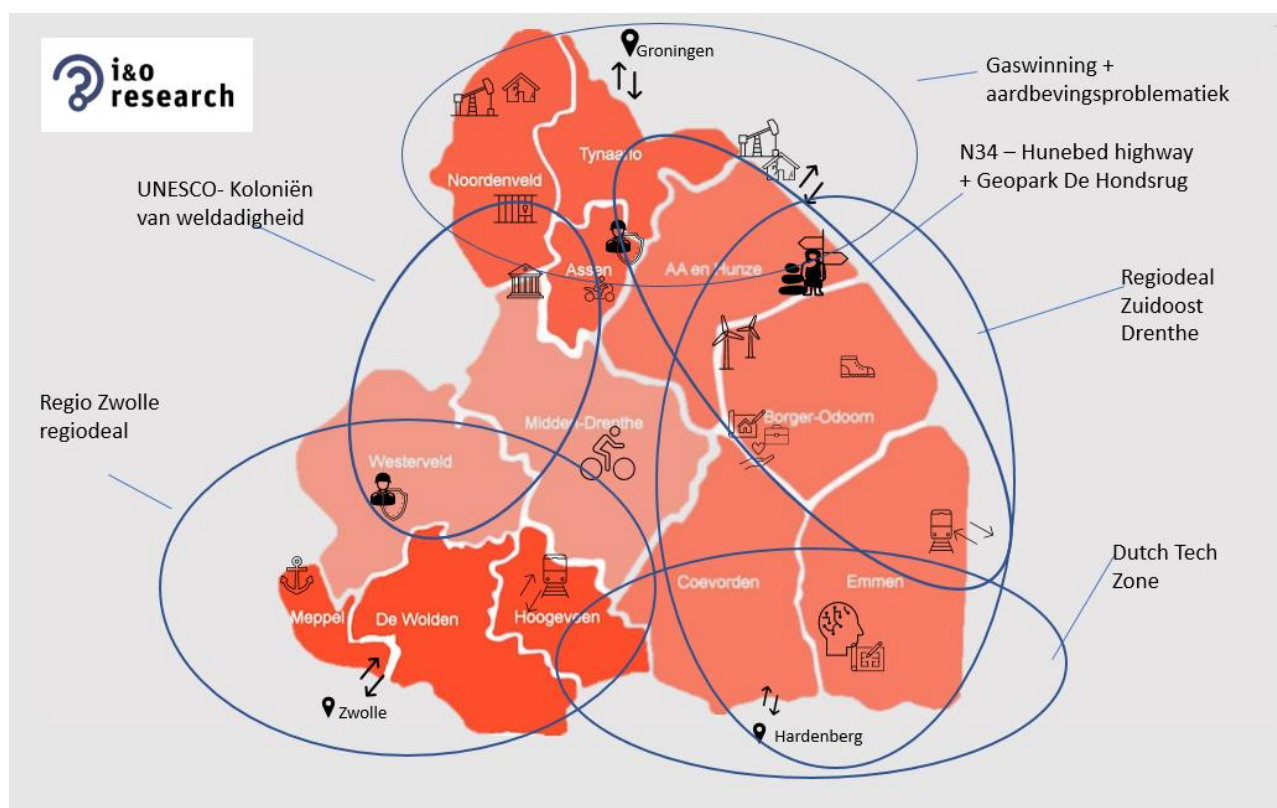 i&o
research
Groningen
Gaswinning +
aardbevingsproblematiek
N34 – Hunebed highway
+ Geopark De Hondsrug
UNESCO- Koloniën
van weldadigheid
Tynaarlo
Noordenveld
Assen
AA en Hunze
Regiodeal
Zuidoost
Drenthe
Regio Zwolle
regiodeal
Midden-Drenthe
Borger-Odoorn
Westerveld
Dutch Tech
Zone
Coevorden
Emmen
Meppel
De Wolden
Hoogeveen
Zwolle
Hardenberg